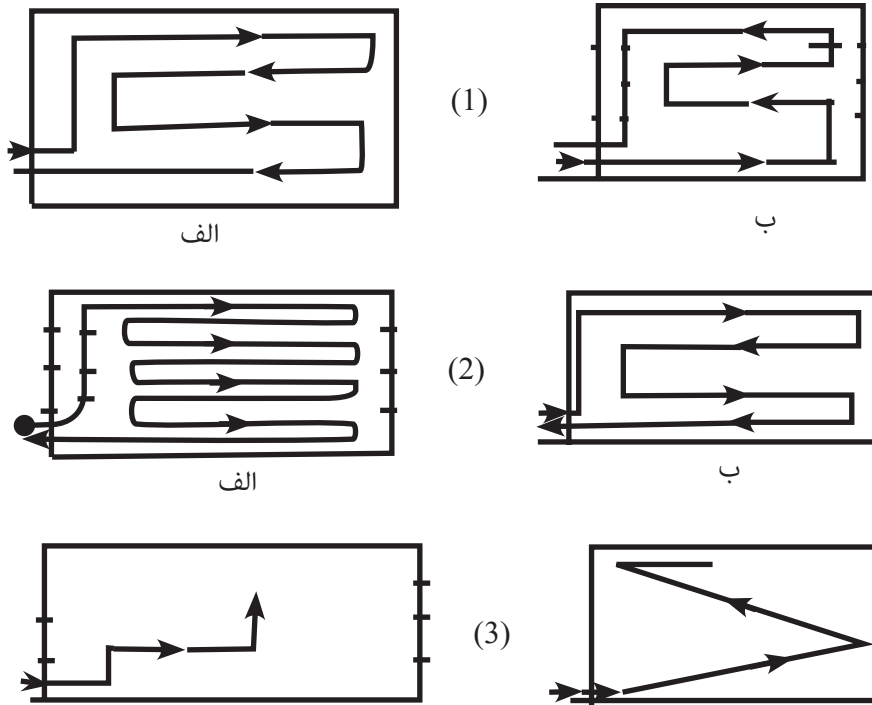 (1)
الف
ب
(2)
الف
ب
(3)